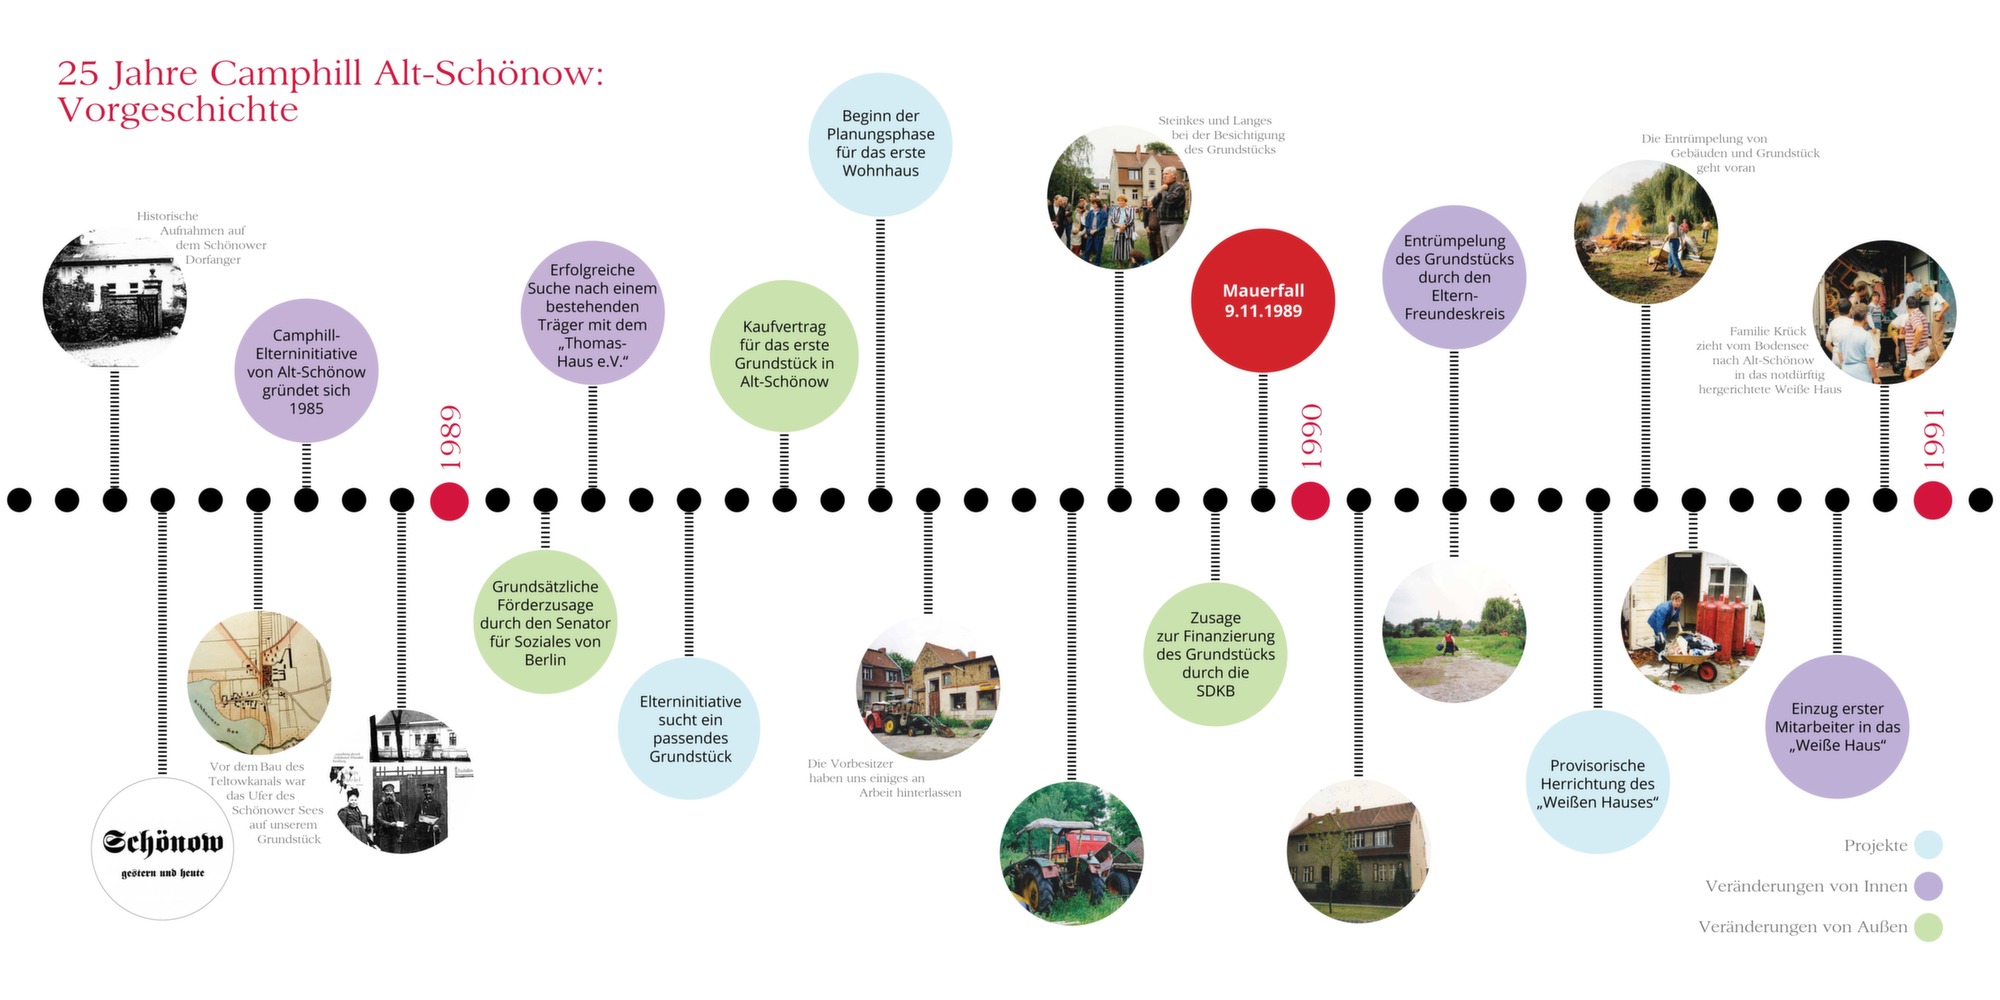 25 Jahre Camphill Alt-Schönow:
Vorgeschichte
Historische
Aufnahmen auf
dem Schönower
Dorfanger
Camphill-
Elterninitiative
von Alt-Schönow
gründet sich
1985
1989
Erfolgreiche
Suche nach einem
bestehenden
Träger mit dem
„Thomas-
Haus e.V.“
Kaufvertrag
für das erste
Grundstück in
Alt-Schönow
Beginn der
Planungsphase
für das erste
Wohnhaus
Steinkes und Langes
bei der Besichtigung
des Grundstücks
Mauerfall
9.11.1989
1990
Entrümpelung
des Grundstücks
durch den
Eltern-
Freundeskreis
Die Entrümpelung von
Gebäuden und Grundstück
geht voran
Familie Krück
zieht vom Bodensee
nach Alt-Schönow
in das notdürftig
hergerichtete Weiße Haus
1991
Schönow
gestern und heute
Schönower
See
Vor dem Bau des
Teltowkanals war
das Ufer des
Schönower Sees
auf unserem
Grundstück
Grundsätzliche
Förderzusage
durch den Senator
für Soziales von
Berlin
Elterninitiative
sucht ein
passendes
Grundstück
Die Vorbesitzer
haben uns einiges an
Arbeit hinterlassen
Zusage
zur Finanzierung
des Grundstücks
durch die
SDKB
Provisorische
Herrichtung des
„Weißen Hauses“
Einzug erster
Mitarbeiter in das
„Weiße Haus“
Projekte
Veränderungen von Innen
Veränderungen von Außen